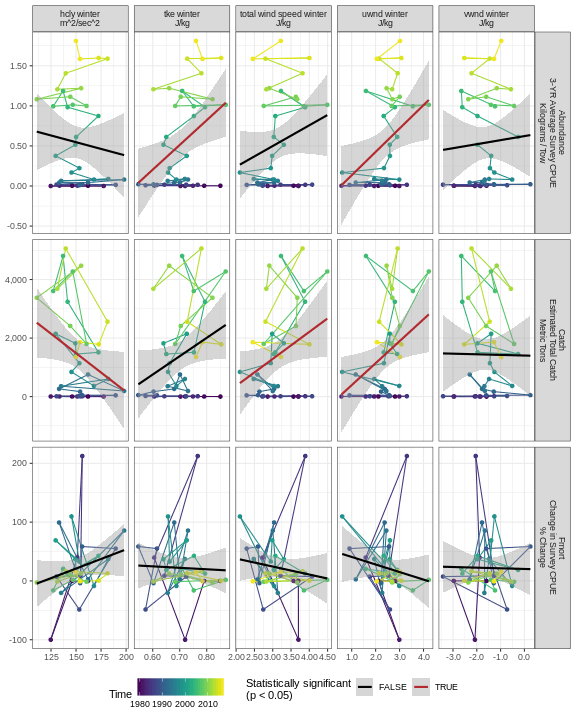 hcly winter
m^2/sec^2
tke winter
J/kg
total wind speed winter
J/kg
uwnd winter
J/kg
vwnd winter
J/kg
1.50
1.00
0.50
0.00
-0.50
Abundance
3-YR Average Survey CPUE
Kilograms / Tow
4,000
2,000
0
Catch
Estimated Total Catch
Metric Tons
200
100
0
-100
Fmort
Change in Survey CPUE
% Change
125 150 175 200
0.60 0.70 0.80
2.00 2.50 3.00 3.50 4.00 4.50
1.0 2.0 3.0 4.0
-3.0 -2.0 -1.0 0.0
Time
1980 1990 2000 2010
Statistically significant
(p < 0.05)
FALSE
TRUE